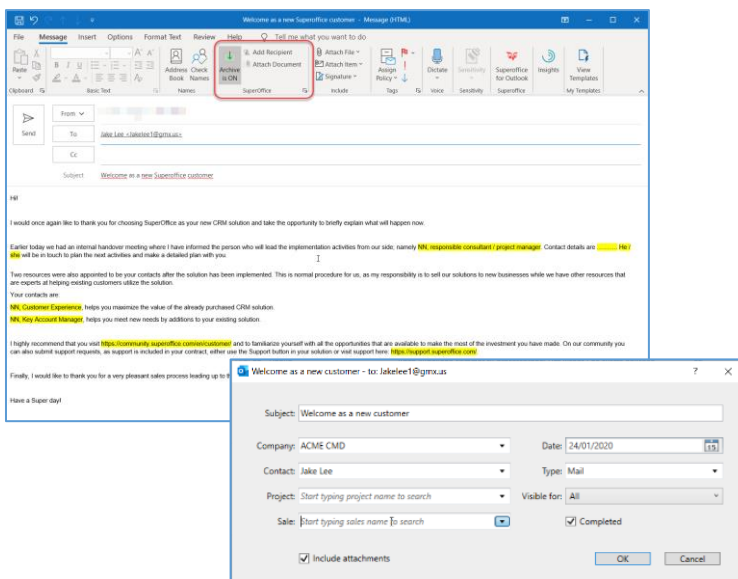 Welcome as a new Superoffice customer - Message (HTML)
File Message Insert Options Format Text Review Help Tell me what you want to do
Paste
B I U
Address Book
Check Names
Archive is ON
Add Recipient
Attach Document
Attach File
Attach Item
Signature
Assign Policy
Dictate
Sensitivity
Superoffice for Outlook
Insights
View Templates
Clipboard Basic Text Names SuperOffice Include Tags Voice Sensitivity Superoffice My Templates
Send
From
To Jake Lee <Jakelee1@gmx.us>
Cc
Subject Welcome as a new Superoffice customer
Hi!
I would once again like to thank you for choosing SuperOffice as your new CRM solution and take the opportunity to briefly explain what will happen now.
Earlier today we had an internal handover meeting where I have informed the person who will lead the implementation activities from our side; namely NN, responsible consultant / project manager. Contact details are ........... He /
she will be in touch to plan the next activities and make a detailed plan with you.
Two resources were also appointed to be your contacts after the solution has been implemented. This is normal procedure for us, as my responsibility is to sell our solutions to new businesses while we have other resources that
are experts at helping existing customers utilize the solution.
Your contacts are:
NN, Customer Experience, helps you maximize the value of the already purchased CRM solution.
NN, Key Account Manager, helps you meet new needs by additions to your existing solution.
I highly recommend that you visit https://community.superoffice.com/en/customer/ and to familiarize yourself with all the opportunities that are available to make the most of the investment you have made. On our community you
can also submit support requests, as support is included in your contract; either use the Support button in your solution or visit support here: https://support.superoffice.com/
Finally, I would like to thank you for a very pleasant sales process leading up to
Have a Super day!
Welcome as a new customer - to: Jakelee1@gmx.us
Subject: Welcome as a new customer
Company: ACME CMD Date: 24/01/2020
Contact: Jake Lee Type: Mail
Project: Start typing project name to search Visible for: All
Sale: Start typing sales name to search Completed
Include attachments OK Cancel